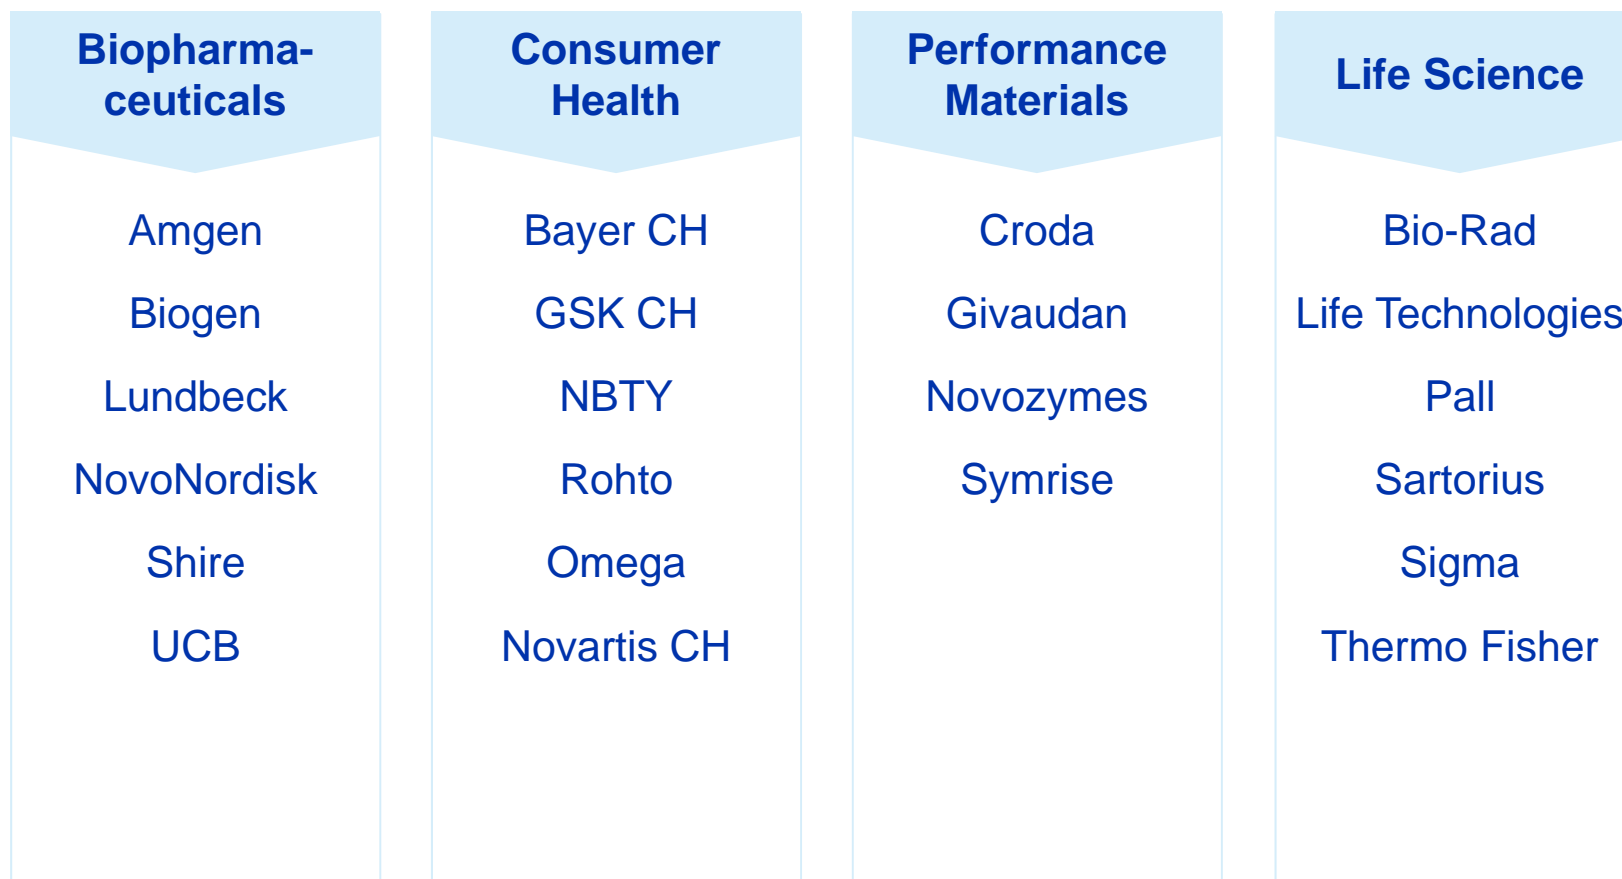 Biopharma-
ceuticals
Amgen
Biogen
Lundbeck
NovoNordisk
Shire
UCB
Consumer
Health
Bayer CH
GSK CH
NBTY
Rohto
Omega
Novartis CH
Performance
Materials
Croda
Givaudan
Novozymes
Symrise
Life Science
Bio-Rad
Life Technologies
Pall
Sartorius
Sigma
Thermo Fisher